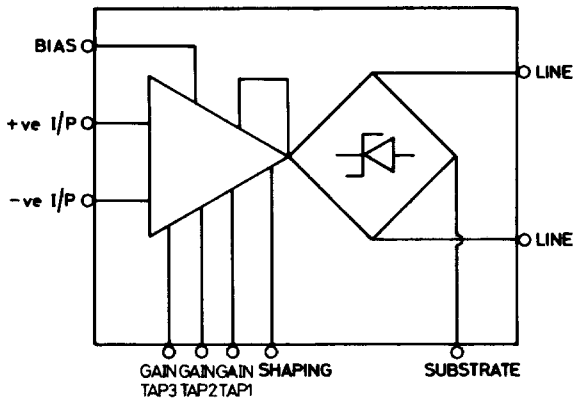 BIAS
LINE
+ve I/P
-ve I/P
LINE
GAIN GAIN GAIN SHAPING SUBSTRATE
TAP3 TAP2 TAP1